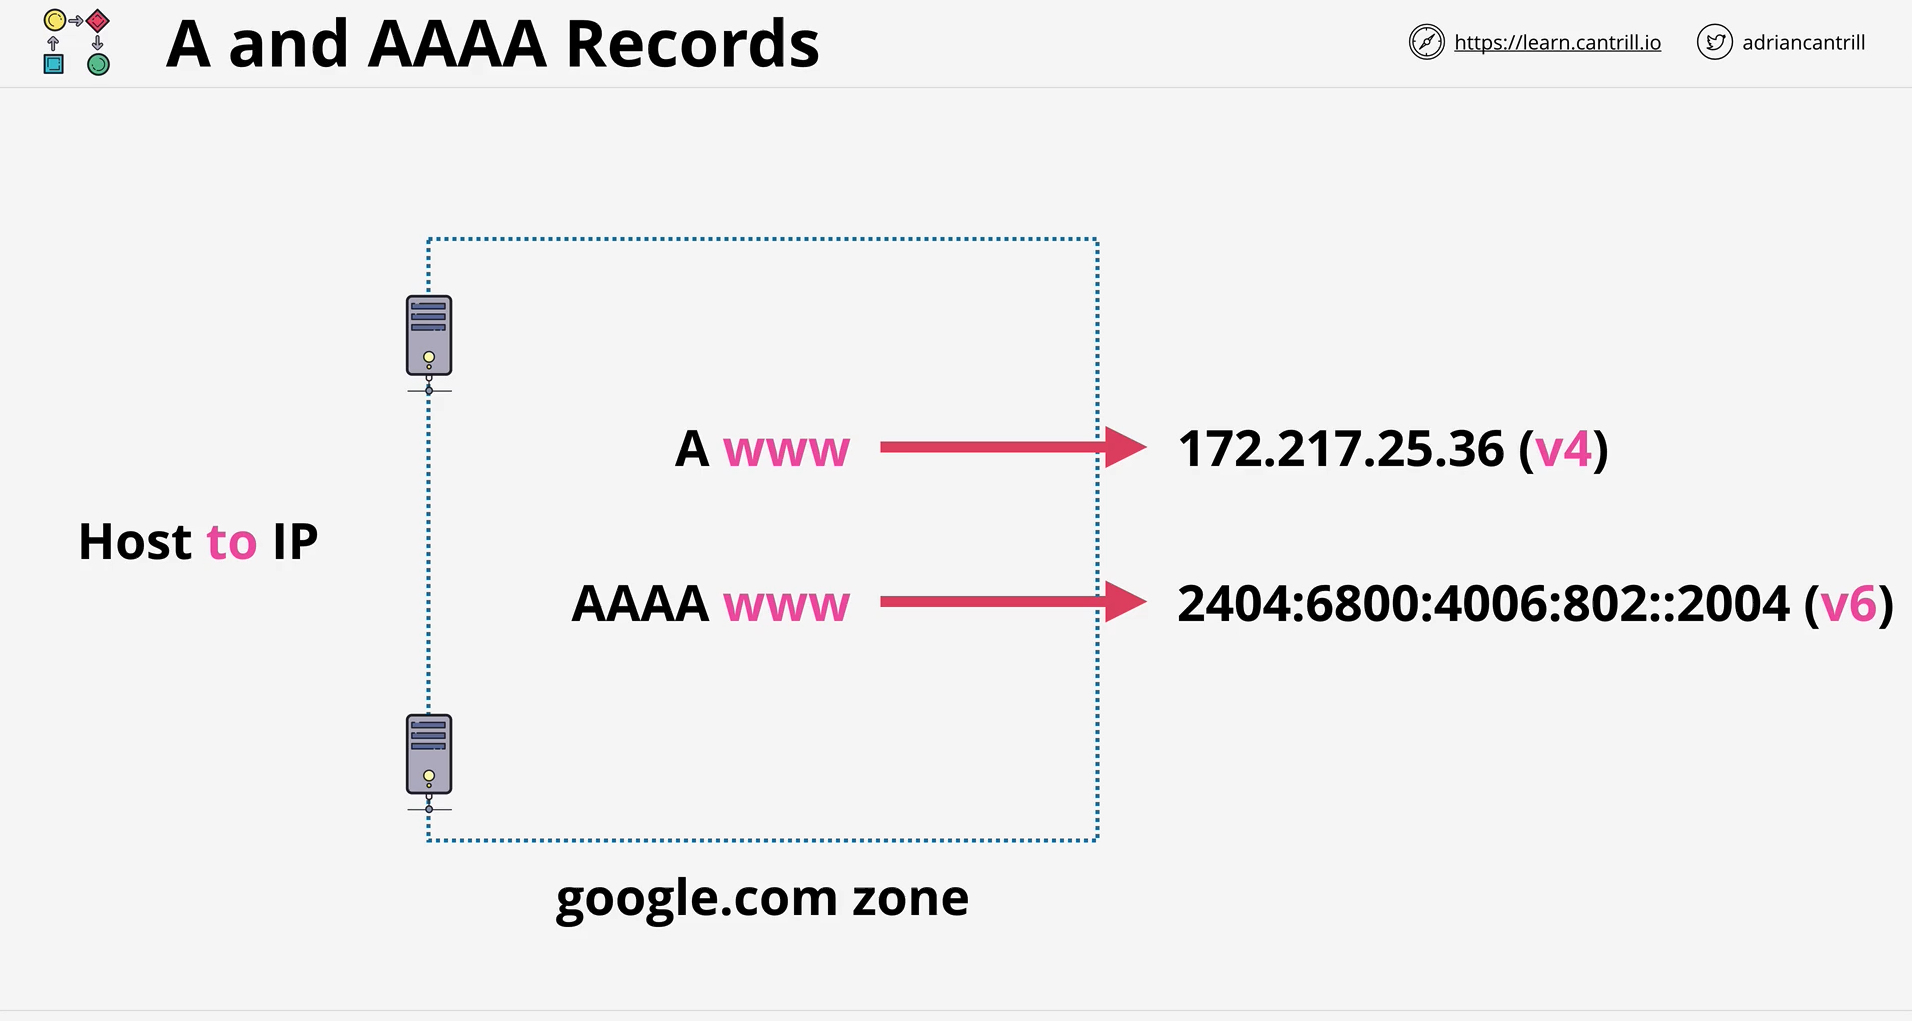 A and AAAA Records
https://learn.cantrill.io
adriancantrill
A www
172.217.25.36 (v4)
Host to IP
AAAA www
2404:6800:4006:802::2004 (v6)
google.com zone